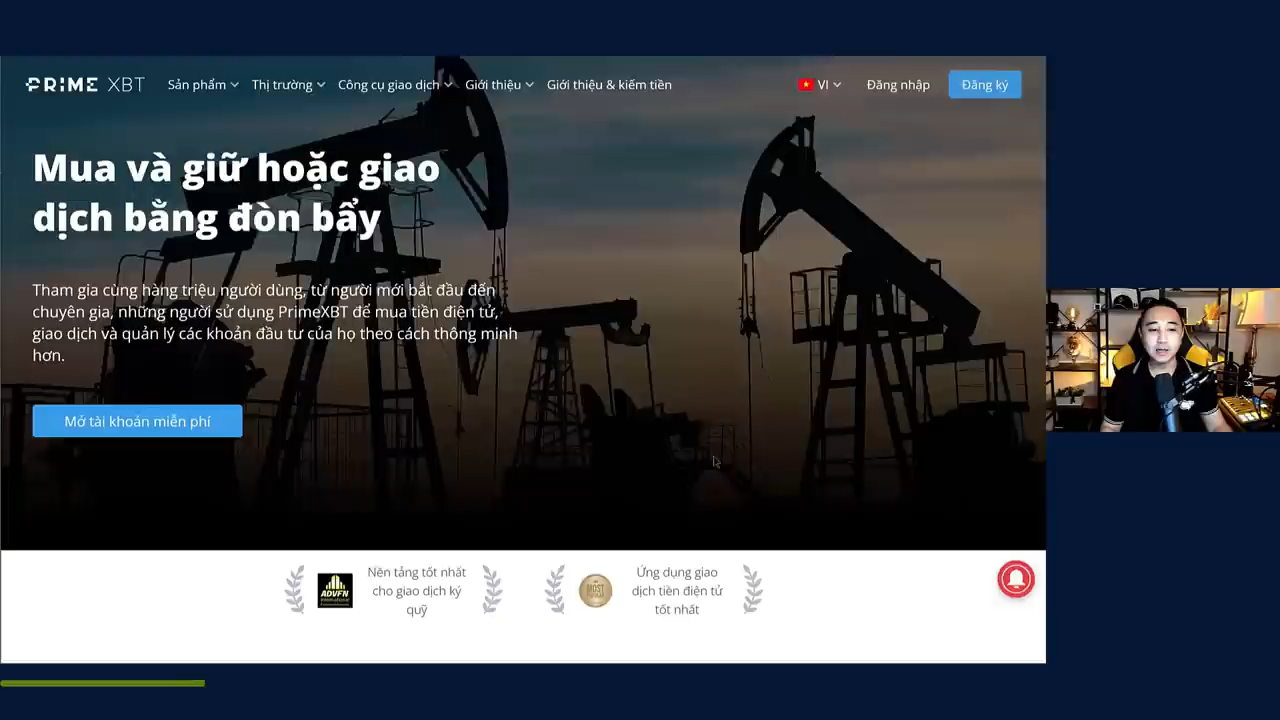 PRIME XBT
Sản phẩm
Thị trường
Công cụ giao dịch
Giới thiệu
Giới thiệu & kiếm tiền
VI
Đăng nhập
Đăng ký
Mua và giữ hoặc giao
dịch bằng đòn bẩy
Tham gia cùng hàng triệu người dùng, từ người mới bắt đầu đến
chuyên gia, những người sử dụng PrimeXBT để mua tiền điện tử,
giao dịch và quản lý các khoản đầu tư của họ theo cách thông minh
hơn.
Mở tài khoản miễn phí
ADVFN
Nền tảng tốt nhất
cho giao dịch ký
quỹ
MOST
Ứng dụng giao
dịch tiền điện tử
tốt nhất